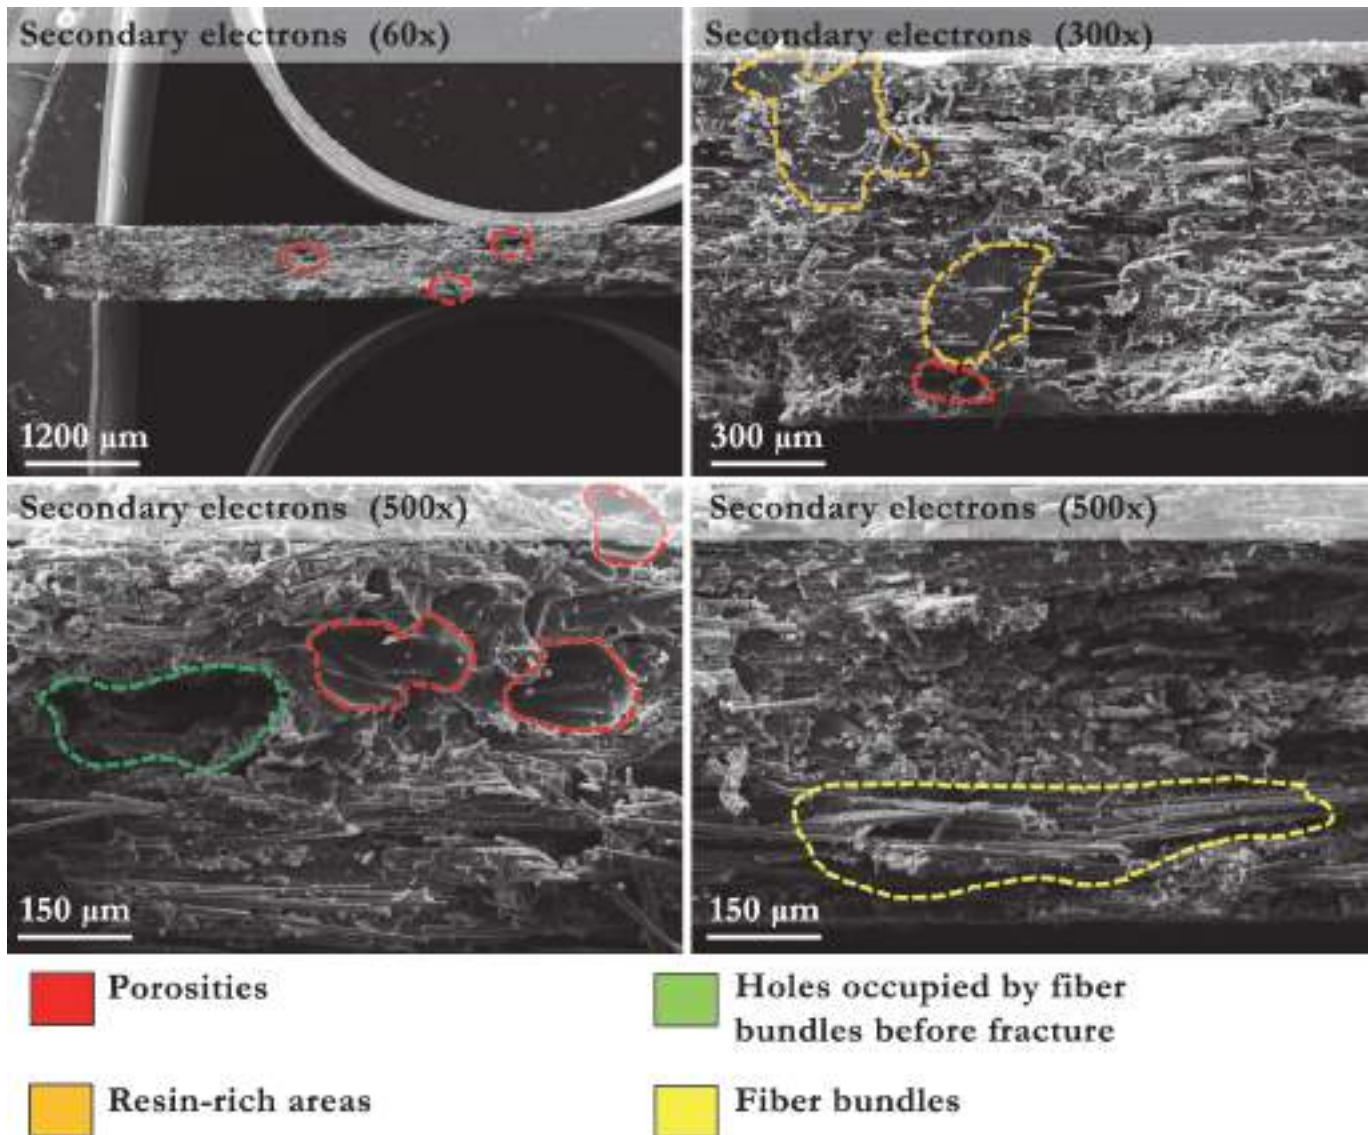 Secondary electrons (60x)
Secondary electrons (300x)
1200 µm
300 µm
Secondary electrons (500x)
Secondary electrons (500x)
150 µm
150 µm
Porosities
Holes occupied by fiber
bundles before fracture
Resin-rich areas
Fiber bundles